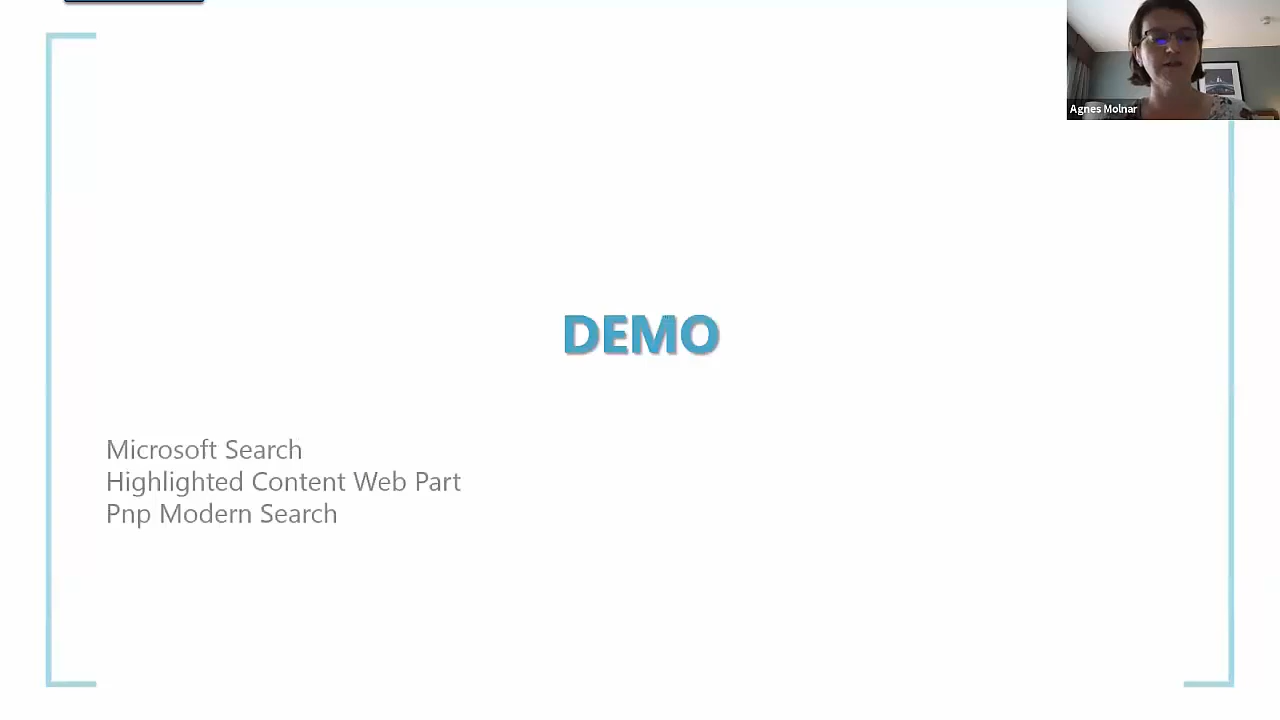 Agnes Molnar
DEMO
Microsoft Search
Highlighted Content Web Part
Pnp Modern Search